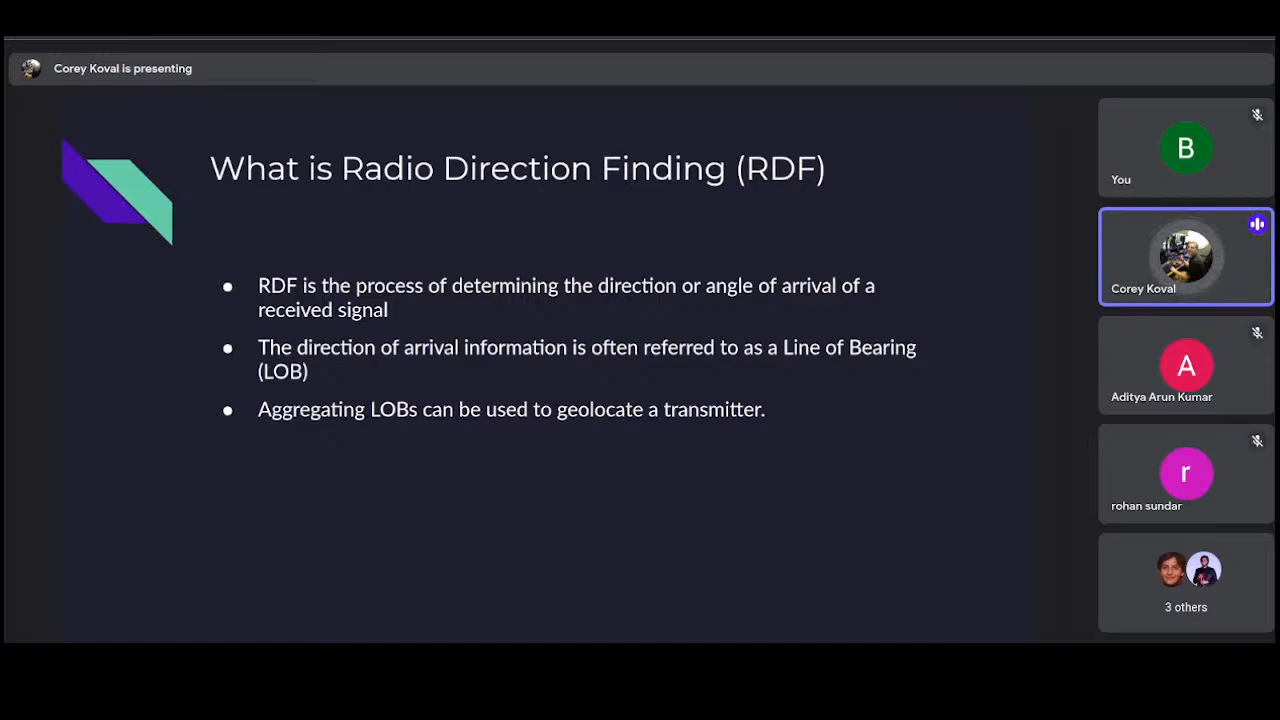 Corey Koval is presenting
What is Radio Direction Finding (RDF)
● RDF is the process of determining the direction or angle of arrival of a
received signal
● The direction of arrival information is often referred to as a Line of Bearing
(LOB)
● Aggregating LOBs can be used to geolocate a transmitter.
B
You
Corey Koval
A
Aditya Arun Kumar
r
rohan sundar
3 others